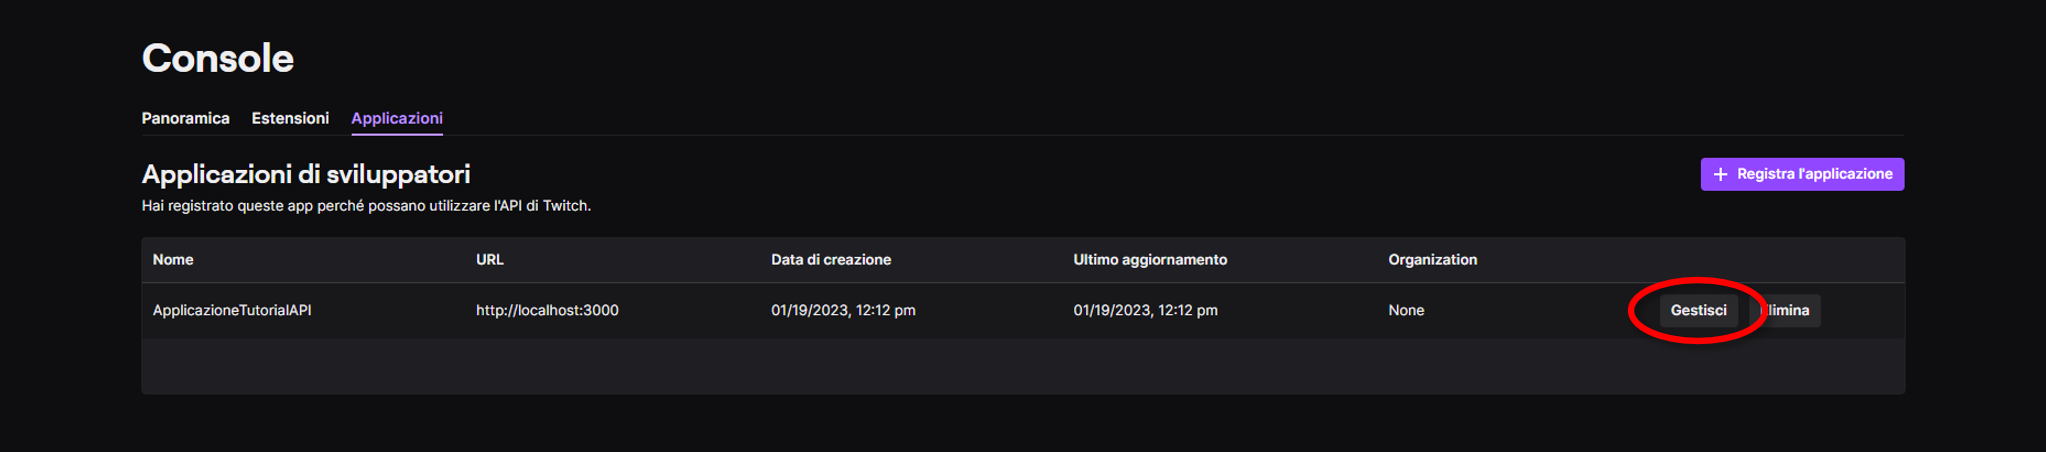 Console
Panoramica Estensioni Applicazioni
Applicazioni di sviluppatori
+ Registra l'applicazione
Hai registrato queste app perché possano utilizzare l'API di Twitch.
Nome URL Data di creazione Ultimo aggiornamento Organization
ApplicazioneTutorialAPI http://localhost:3000 01/19/2023, 12:12 pm 01/19/2023, 12:12 pm None Gestisci Elimina